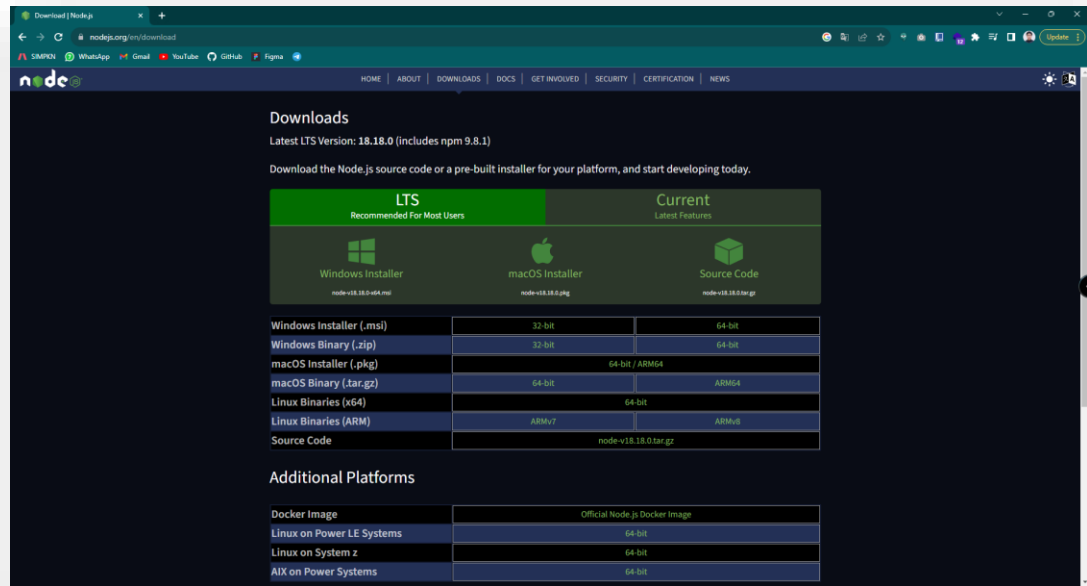 Download | Node.js
nodejs.org/en/download
Update
SIMPKN WhatsApp Gmail YouTube GitHub Figma
node
HOME | ABOUT | DOWNLOADS | DOCS | GET INVOLVED | SECURITY | CERTIFICATION | NEWS
Downloads
Latest LTS Version: 18.18.0 (includes npm 9.8.1)
Download the Node.js source code or a pre-built installer for your platform, and start developing today.
LTS Current
Recommended For Most Users Latest Features
Windows Installer macOS Installer Source Code
node-v18.18.0-x64.msi node-v18.18.0.pkg node-v18.18.0.tar.gz
Windows Installer (.msi) 32-bit 64-bit
Windows Binary (.zip) 32-bit 64-bit
macOS Installer (.pkg) 64-bit / ARM64
macOS Binary (.tar.gz) 64-bit ARM64
Linux Binaries (x64) 64-bit
Linux Binaries (ARM) ARMv7 ARMv8
Source Code node-v18.18.0.tar.gz
Additional Platforms
Docker Image Official Node.js Docker Image
Linux on Power LE Systems 64-bit
Linux on System z 64-bit
AIX on Power Systems 64-bit